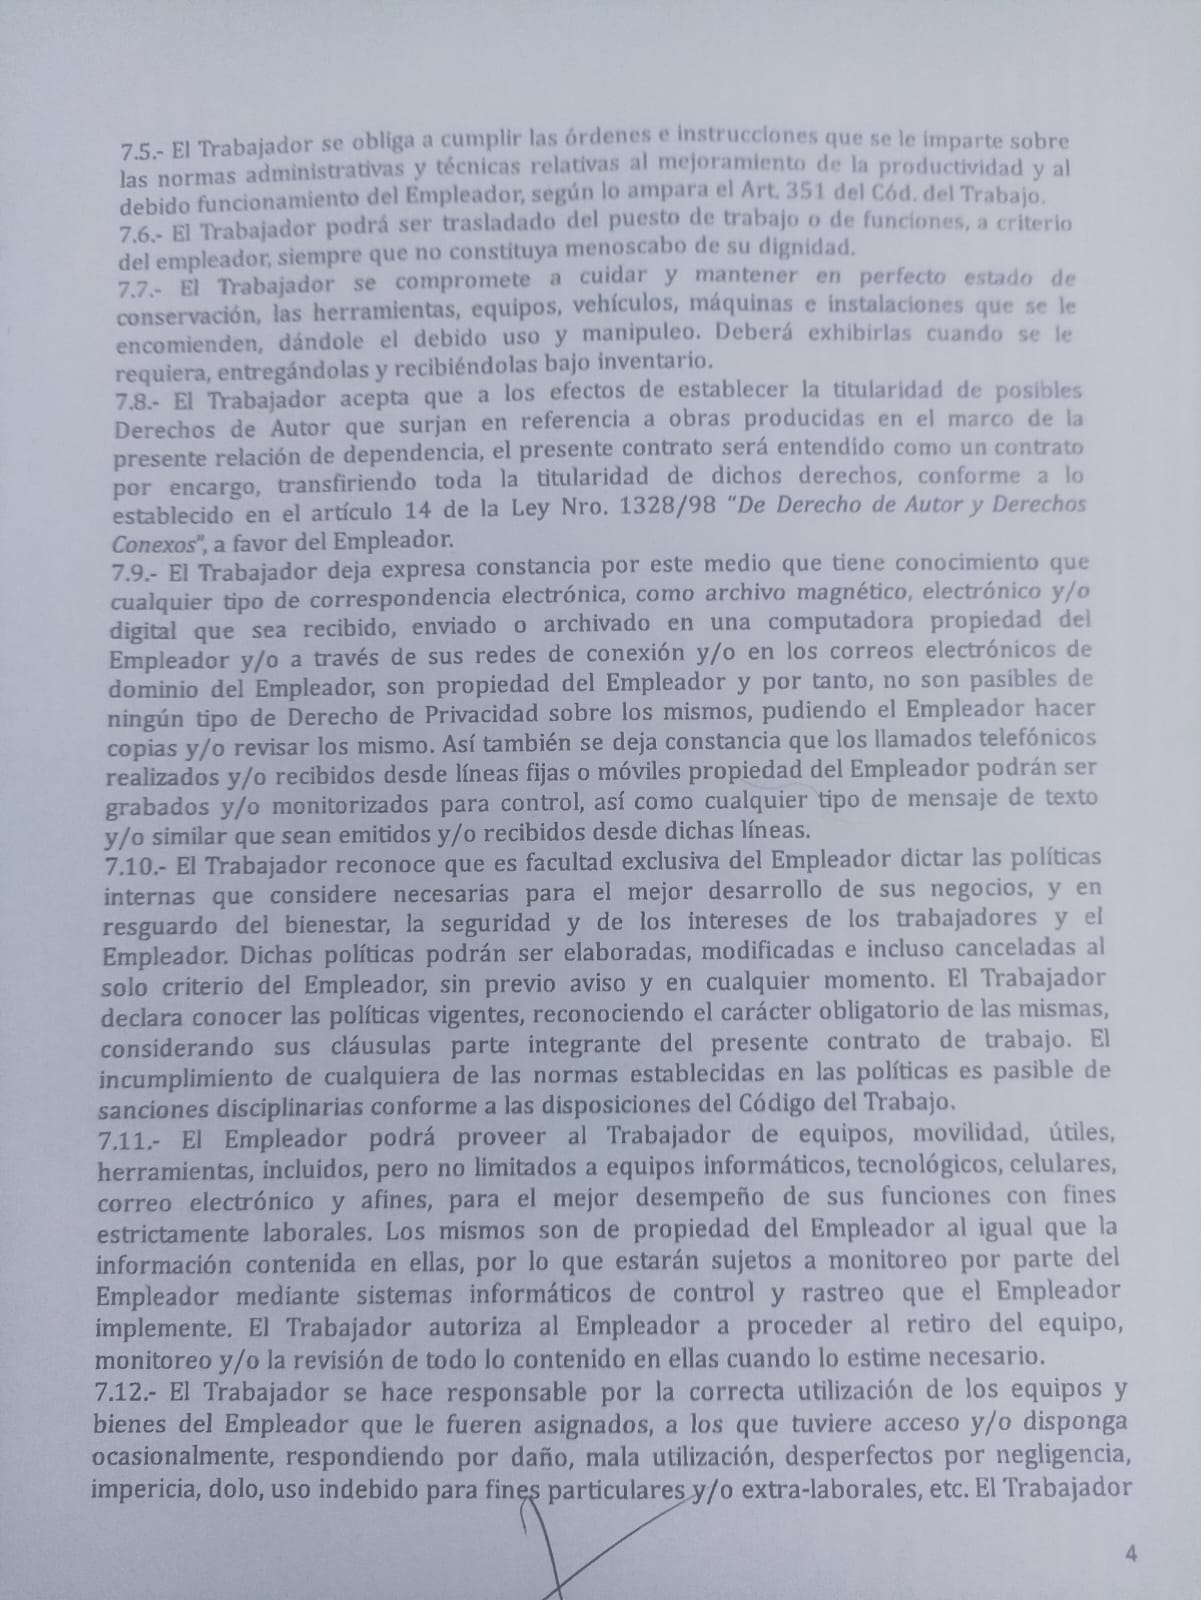 7.5.- El Trabajador se obliga a cumplir las órdenes e instrucciones que se le imparte sobre
las normas administrativas y técnicas relativas al mejoramiento de la productividad y al
debido funcionamiento del Empleador, según lo ampara el Art. 351 del Cód. del Trabajo.
7.6.- El Trabajador podrá ser trasladado del puesto de trabajo o de funciones, a criterio
del empleador, siempre que no constituya menoscabo de su dignidad.
7.7.- El Trabajador se compromete a cuidar y mantener en perfecto estado de
conservación, las herramientas, equipos, vehículos, máquinas e instalaciones que se le
encomienden, dándole el debido uso y manipuleo. Deberá exhibirlas cuando se le
requiera, entregándolas y recibiéndolas bajo inventario.
7.8.- El Trabajador acepta que a los efectos de establecer la titularidad de posibles
Derechos de Autor que surjan en referencia a obras producidas en el marco de la
presente relación de dependencia, el presente contrato será entendido como un contrato
por encargo, transfiriendo toda la titularidad de dichos derechos, conforme a lo
establecido en el artículo 14 de la Ley Nro. 1328/98 "De Derecho de Autor y Derechos
Conexos", a favor del Empleador.
7.9.- El Trabajador deja expresa constancia por este medio que tiene conocimiento que
cualquier tipo de correspondencia electrónica, como archivo magnético, electrónico y/o
digital que sea recibido, enviado o archivado en una computadora propiedad del
Empleador y/o a través de sus redes de conexión y/o en los correos electrónicos de
dominio del Empleador, son propiedad del Empleador y por tanto, no son pasibles de
ningún tipo de Derecho de Privacidad sobre los mismos, pudiendo el Empleador hacer
copias y/o revisar los mismo. Así también se deja constancia que los llamados telefónicos
realizados y/o recibidos desde líneas fijas o móviles propiedad del Empleador podrán ser
grabados y/o monitorizados para control, así como cualquier tipo de mensaje de texto
y/o similar que sean emitidos y/o recibidos desde dichas líneas.
7.10.- El Trabajador reconoce que es facultad exclusiva del Empleador dictar las políticas
internas que considere necesarias para el mejor desarrollo de sus negocios, y en
resguardo del bienestar, la seguridad y de los intereses de los trabajadores y el
Empleador. Dichas políticas podrán ser elaboradas, modificadas e incluso canceladas al
solo criterio del Empleador, sin previo aviso y en cualquier momento. El Trabajador
declara conocer las políticas vigentes, reconociendo el carácter obligatorio de las mismas,
considerando sus cláusulas parte integrante del presente contrato de trabajo. El
incumplimiento de cualquiera de las normas establecidas en las políticas es pasible de
sanciones disciplinarias conforme a las disposiciones del Código del Trabajo.
7.11.- El Empleador podrá proveer al Trabajador de equipos, movilidad, útiles,
herramientas, incluidos, pero no limitados a equipos informáticos, tecnológicos, celulares,
correo electrónico y afines, para el mejor desempeño de sus funciones con fines
estrictamente laborales. Los mismos son de propiedad del Empleador al igual que la
información contenida en ellas, por lo que estarán sujetos a monitoreo por parte del
Empleador mediante sistemas informáticos de control y rastreo que el Empleador
implemente. El Trabajador autoriza al Empleador a proceder al retiro del equipo,
monitoreo y/o la revisión de todo lo contenido en ellas cuando lo estime necesario.
7.12.- El Trabajador se hace responsable por la correcta utilización de los equipos y
bienes del Empleador que le fueren asignados, a los que tuviere acceso y/o disponga
ocasionalmente, respondiendo por daño, mala utilización, desperfectos por negligencia,
impericia, dolo, uso indebido para fines particulares y/o extra-laborales, etc. El Trabajador
4